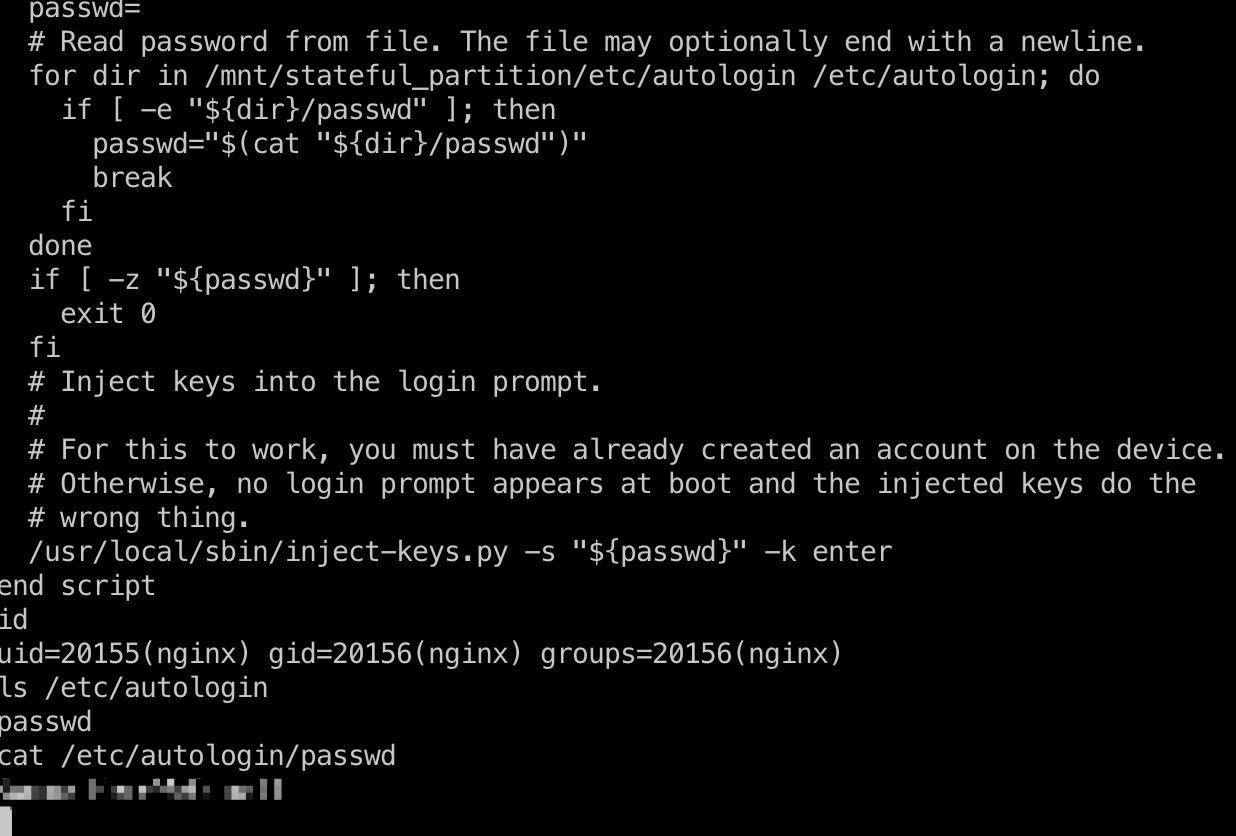 passwd=
# Read password from file. The file may optionally end with a newline.
for dir in /mnt/stateful_partition/etc/autologin /etc/autologin; do
if [ -e "${dir}/passwd" ]; then
passwd="$(cat "${dir}/passwd")"
break
fi
done
if [ -z "${passwd}" ]; then
exit 0
fi
# Inject keys into the login prompt.
#
# For this to work, you must have already created an account on the device.
# Otherwise, no login prompt appears at boot and the injected keys do the
# wrong thing.
/usr/local/sbin/inject-keys.py -s "${passwd}" -k enter
end script
id
uid=20155(nginx) gid=20156(nginx) groups=20156(nginx)
ls /etc/autologin
passwd
cat /etc/autologin/passwd